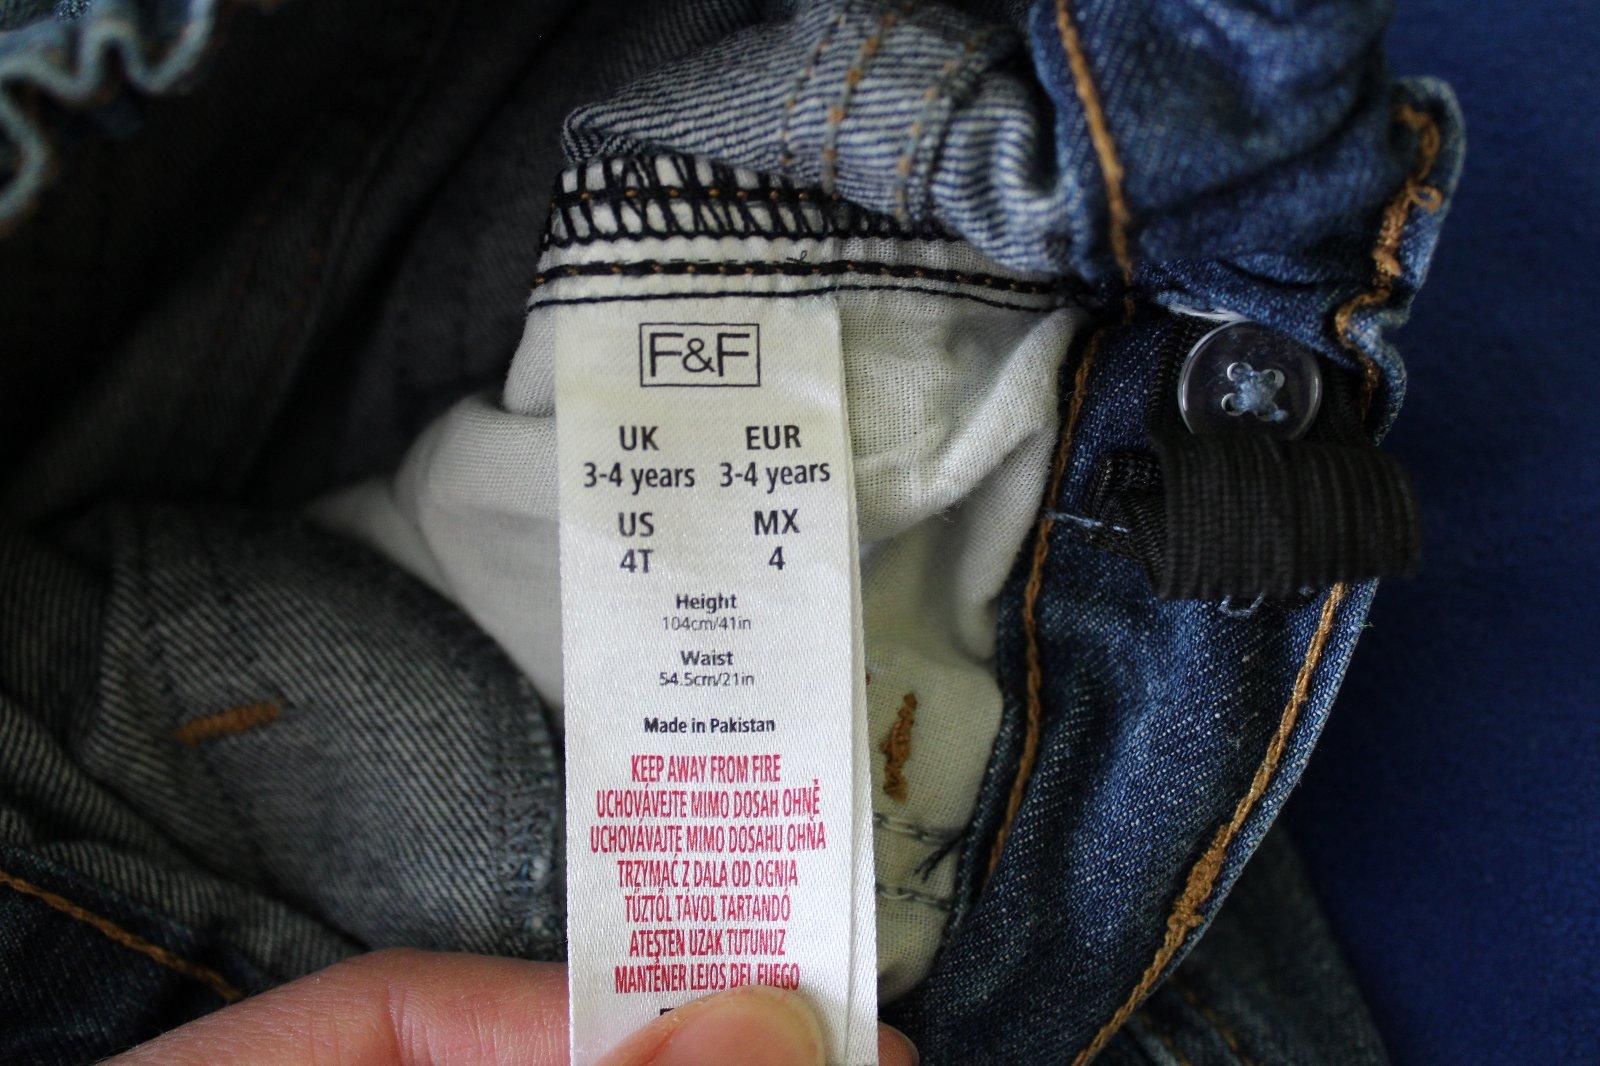 F&F
UK EUR
3-4 years 3-4 years
US MX
4T 4
Height
104cm/41in
Waist
54.5cm/21in
Made in Pakistan
KEEP AWAY FROM FIRE
UCHOVÁVEJTE MIMO DOSAH OHNĚ
UCHOVÁVAJTE MIMO DOSAHU OHŇA
TRZYMAĆ Z DALA OD OGNIA
TŰZTŐL TÁVOL TARTANDÓ
ATEŞTEN UZAK TUTUNUZ
MANTENER LEJOS DEL FUEGO